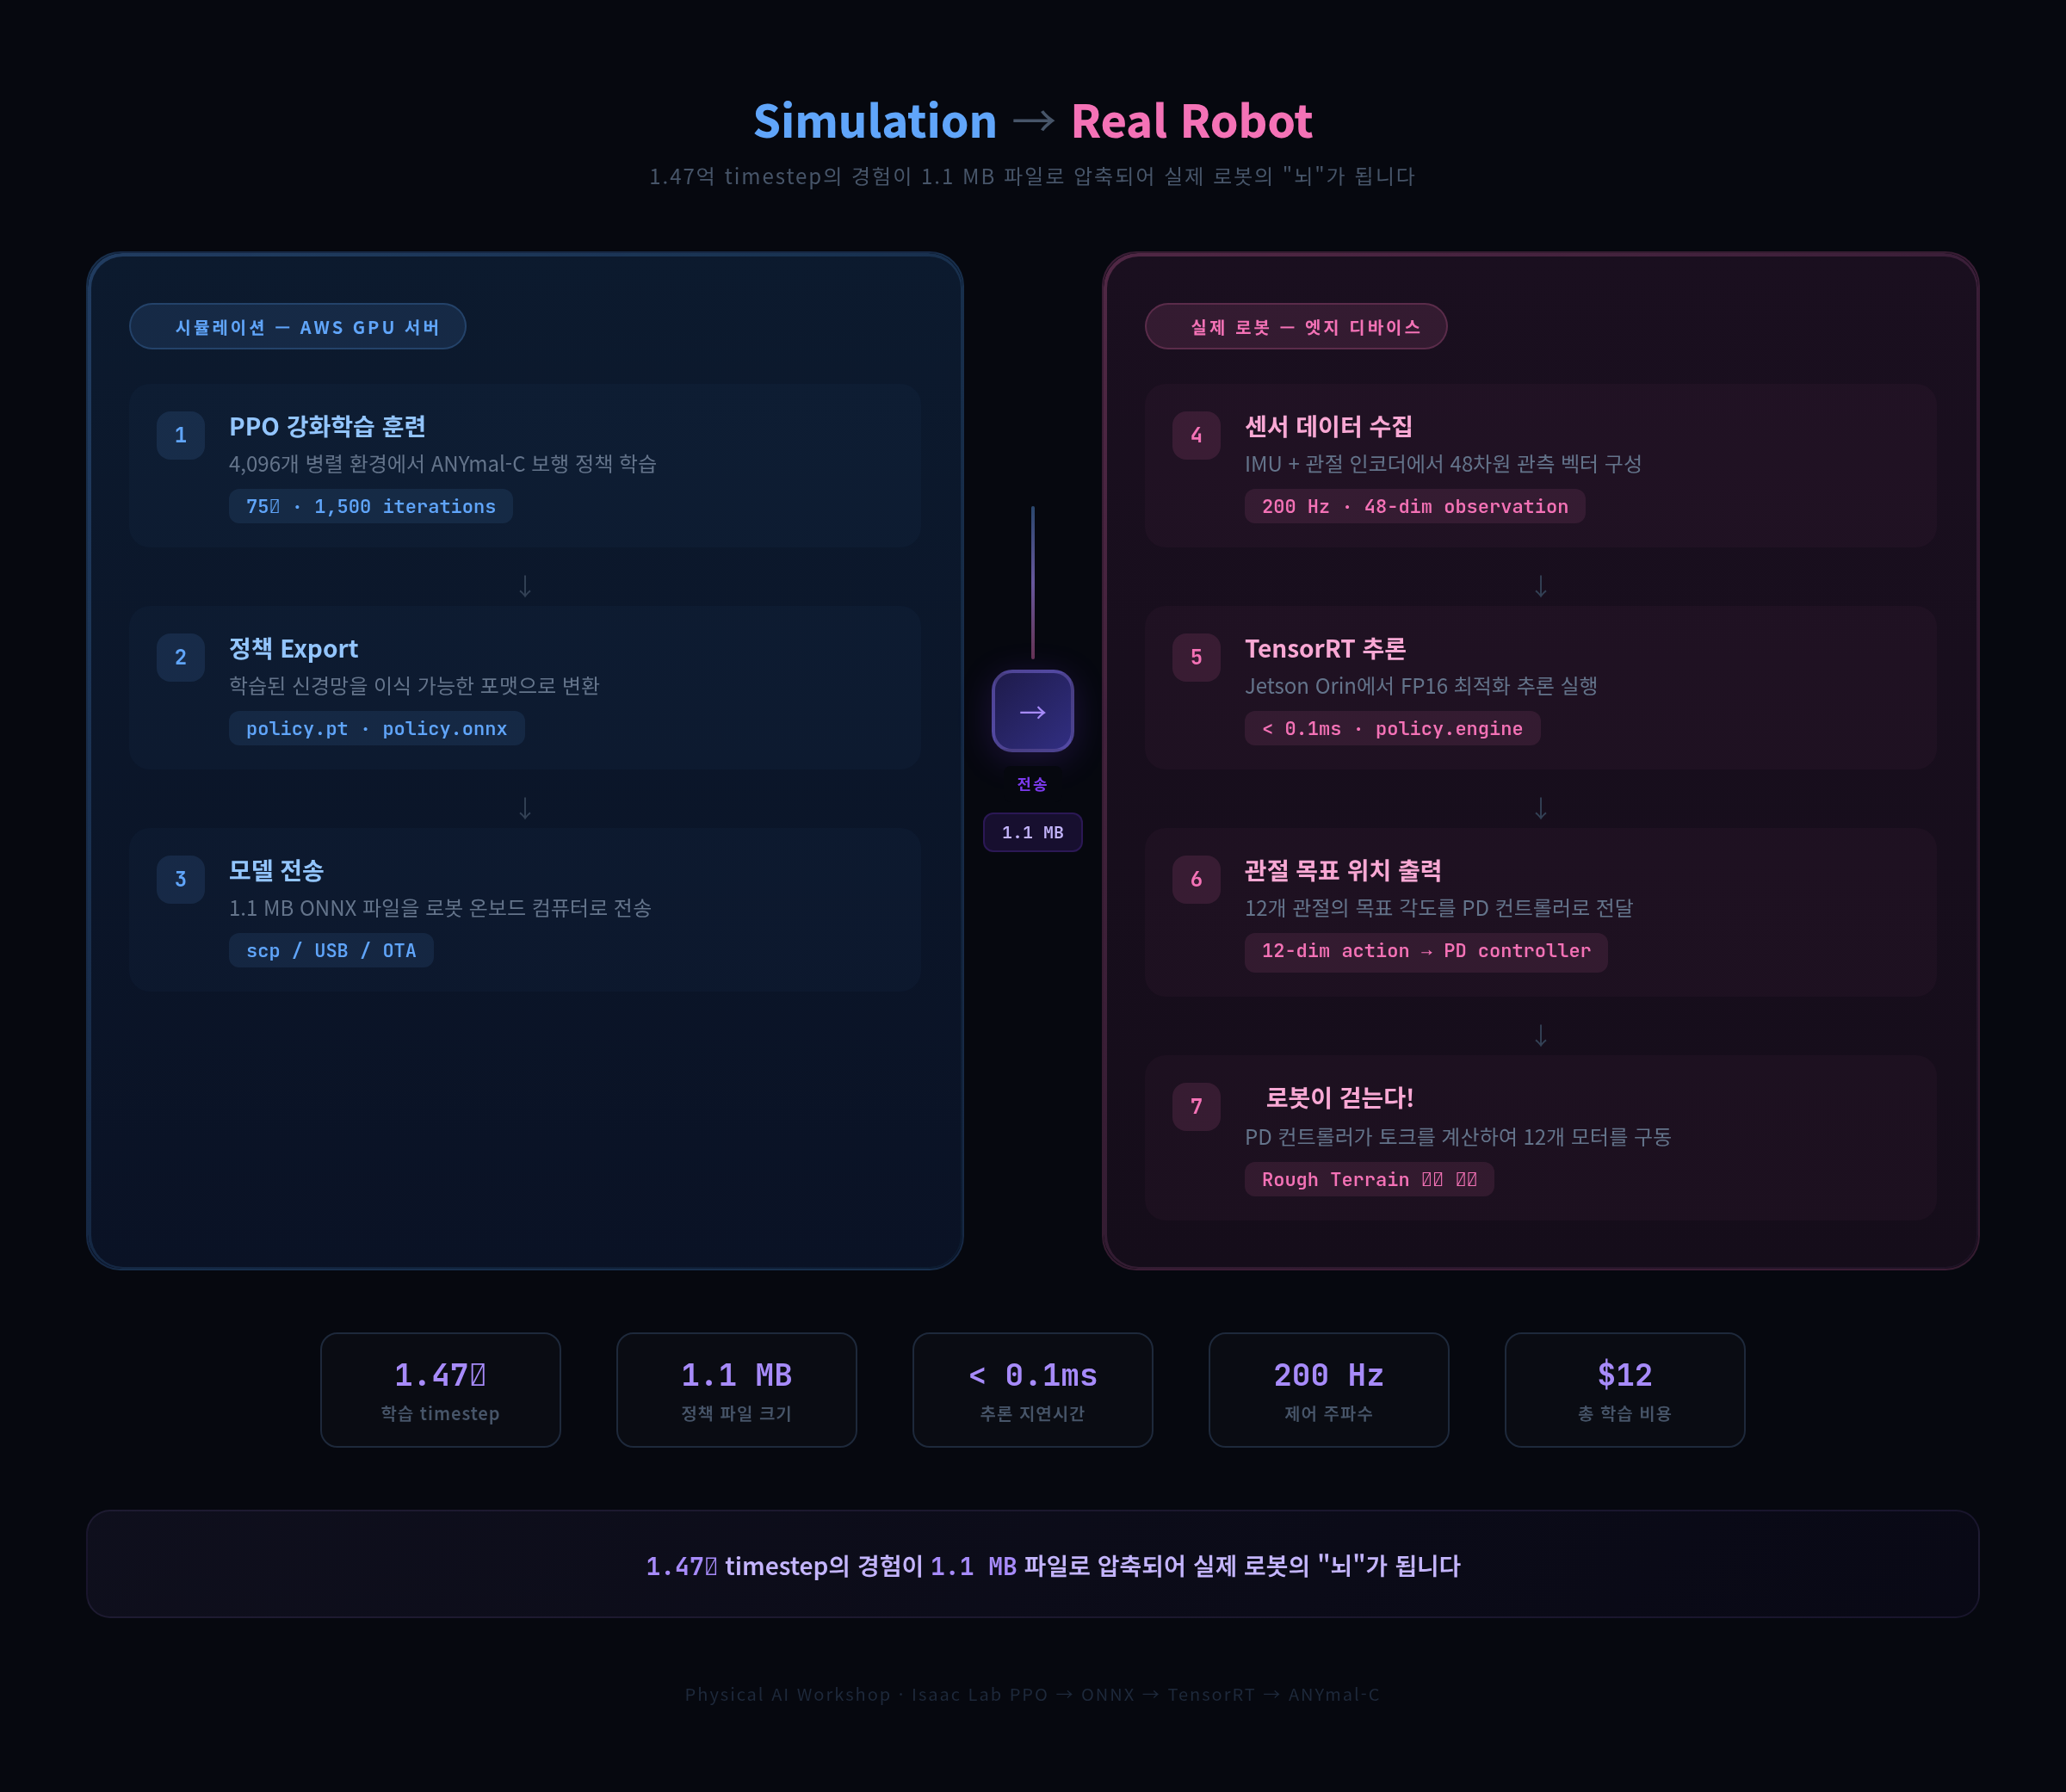 Simulation → Real Robot
1.47억 timestep의 경험이 1.1 MB 파일로 압축되어 실제 로봇의 "뇌"가 됩니다
시뮬레이션 — AWS GPU 서버
1
PPO 강화학습 훈련
4,096개 병렬 환경에서 ANYmal-C 보행 정책 학습
75 · 1,500 iterations
↓
2
정책 Export
학습된 신경망을 이식 가능한 포맷으로 변환
policy.pt · policy.onnx
↓
3
모델 전송
1.1 MB ONNX 파일을 로봇 온보드 컴퓨터로 전송
scp / USB / OTA
→
전송
1.1 MB
실제 로봇 — 엣지 디바이스
4
센서 데이터 수집
IMU + 관절 인코더에서 48차원 관측 벡터 구성
200 Hz · 48-dim observation
↓
5
TensorRT 추론
Jetson Orin에서 FP16 최적화 추론 실행
< 0.1ms · policy.engine
↓
6
관절 목표 위치 출력
12개 관절의 목표 각도를 PD 컨트롤러로 전달
12-dim action → PD controller
↓
7
로봇이 걷는다!
PD 컨트롤러가 토크를 계산하여 12개 모터를 구동
Rough Terrain
1.47
학습 timestep
1.1 MB
정책 파일 크기
< 0.1ms
추론 지연시간
200 Hz
제어 주파수
$12
총 학습 비용
1.47 timestep의 경험이 1.1 MB 파일로 압축되어 실제 로봇의 "뇌"가 됩니다
Physical AI Workshop · Isaac Lab PPO → ONNX → TensorRT → ANYmal-C